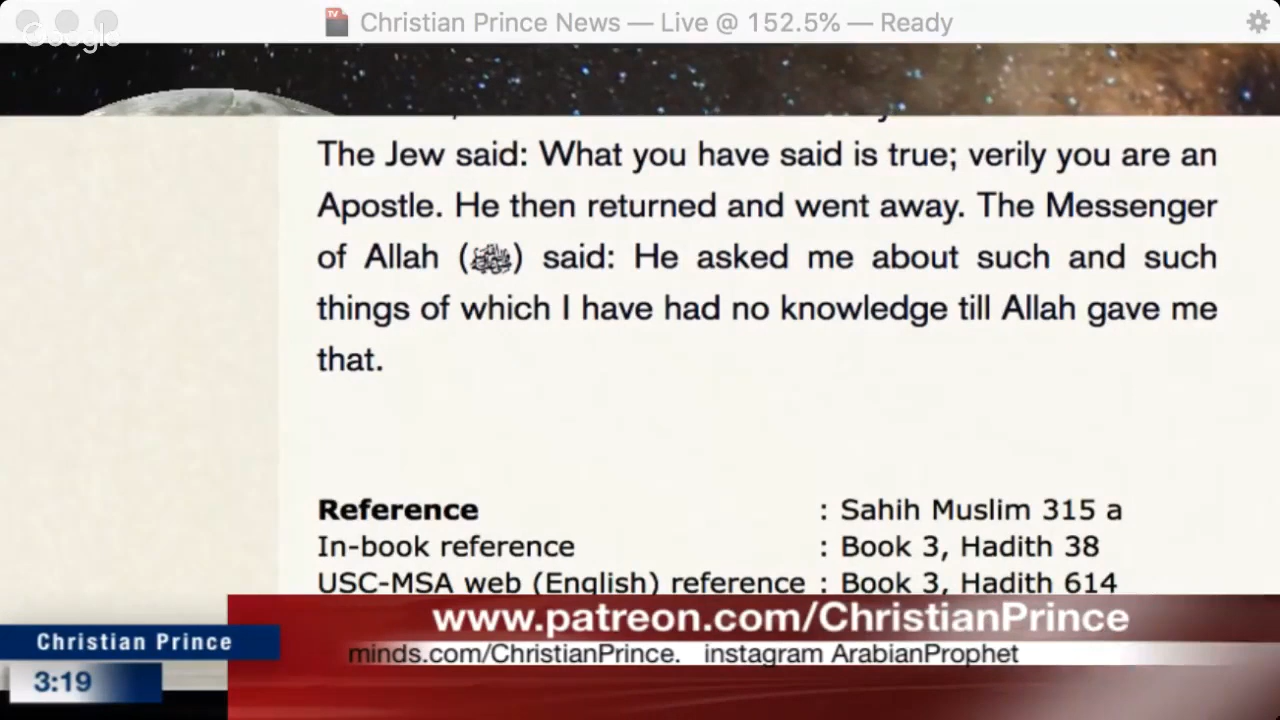 Christian Prince News — Live @ 152.5% — Ready
Google
TV
The Jew said: What you have said is true; verily you are an
Apostle. He then returned and went away. The Messenger
of Allah (ﷺ) said: He asked me about such and such
things of which I have had no knowledge till Allah gave me
that.
Reference : Sahih Muslim 315 a
In-book reference : Book 3, Hadith 38
USC-MSA web (English) reference : Book 3, Hadith 614
www.patreon.com/ChristianPrince
Christian Prince
minds.com/ChristianPrince. instagram ArabianProphet
3:19